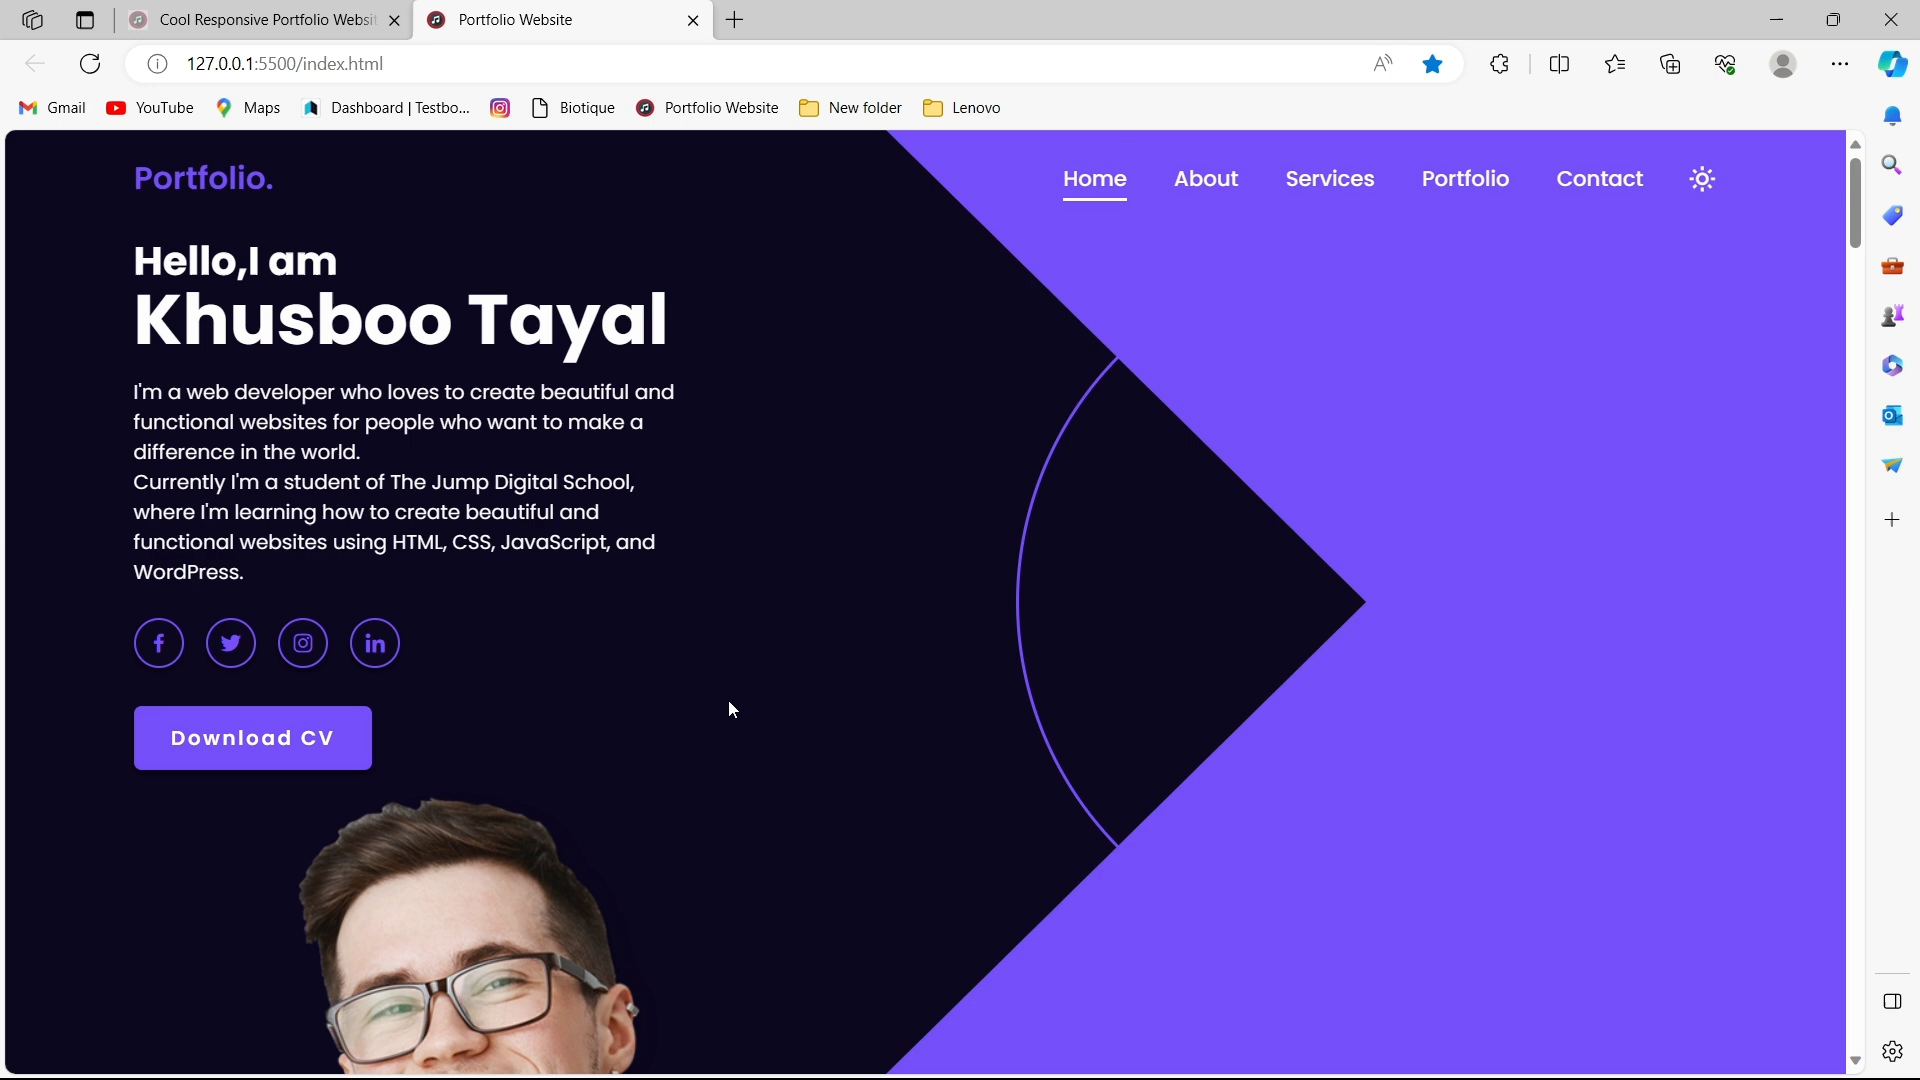 Cool Responsive Portfolio Websit
Portfolio Website
127.0.0.1:5500/index.html
Gmail YouTube Maps Dashboard | Testbo... Biotique Portfolio Website New folder Lenovo
Portfolio. Home About Services Portfolio Contact
Hello,I am
Khusboo Tayal
I'm a web developer who loves to create beautiful and
functional websites for people who want to make a
difference in the world.
Currently I'm a student of The Jump Digital School,
where I'm learning how to create beautiful and
functional websites using HTML, CSS, JavaScript, and
WordPress.
Download CV